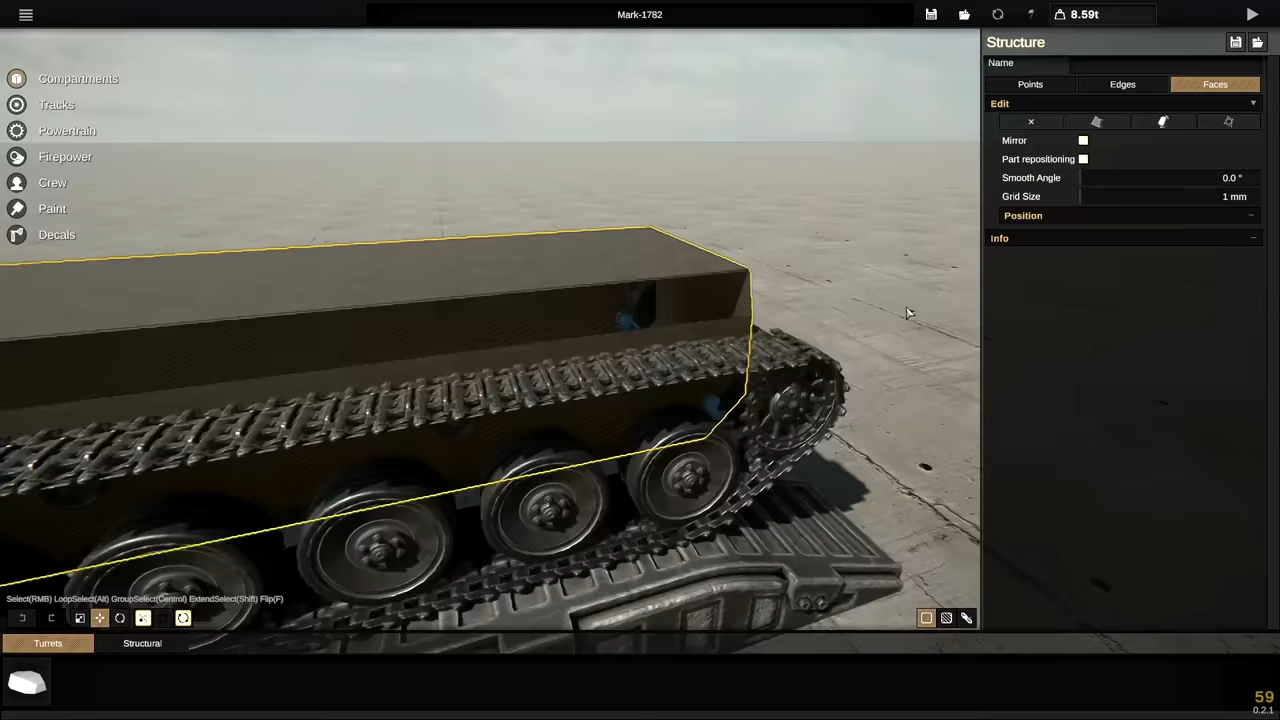 Mark-1782
8.59t
Structure
Name
Compartments
Points
Edges
Faces
Tracks
Edit
Powertrain
Mirror
Firepower
Part repositioning
Crew
Smooth Angle
0.0 °
Grid Size
1 mm
Paint
Position
Decals
Info
Select(RMB) LoopSelect(Alt) GroupSelect(Control) ExtendSelect(Shift) Flip(F)
Turrets
Structural
59
0.2.1